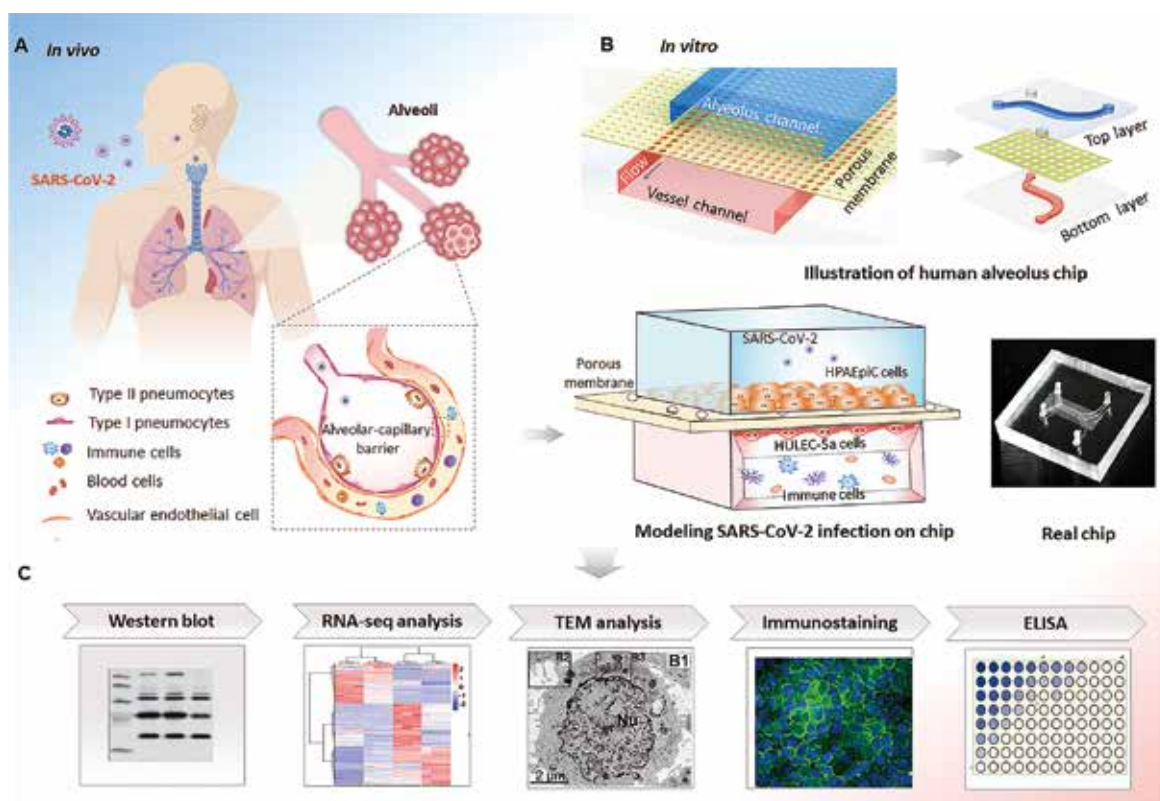 A
In vivo
SARS-CoV-2
Alveoli
Type II pneumocytes
Type I pneumocytes
Immune cells
Blood cells
Vascular endothelial cell
Alveolar-capillary
barrier
B
In vitro
Alveolus channel
Flow
Vessel channel
Porous
membrane
Top layer
Bottom layer
Illustration of human alveolus chip
Porous
membrane
SARS-CoV-2
HPAEpiC cells
HULEC-5a cells
Immune cells
Modeling SARS-CoV-2 infection on chip
Real chip
C
Western blot
RNA-seq analysis
TEM analysis
Immunostaining
ELISA
B2
B3
B1
Nu
2 μm